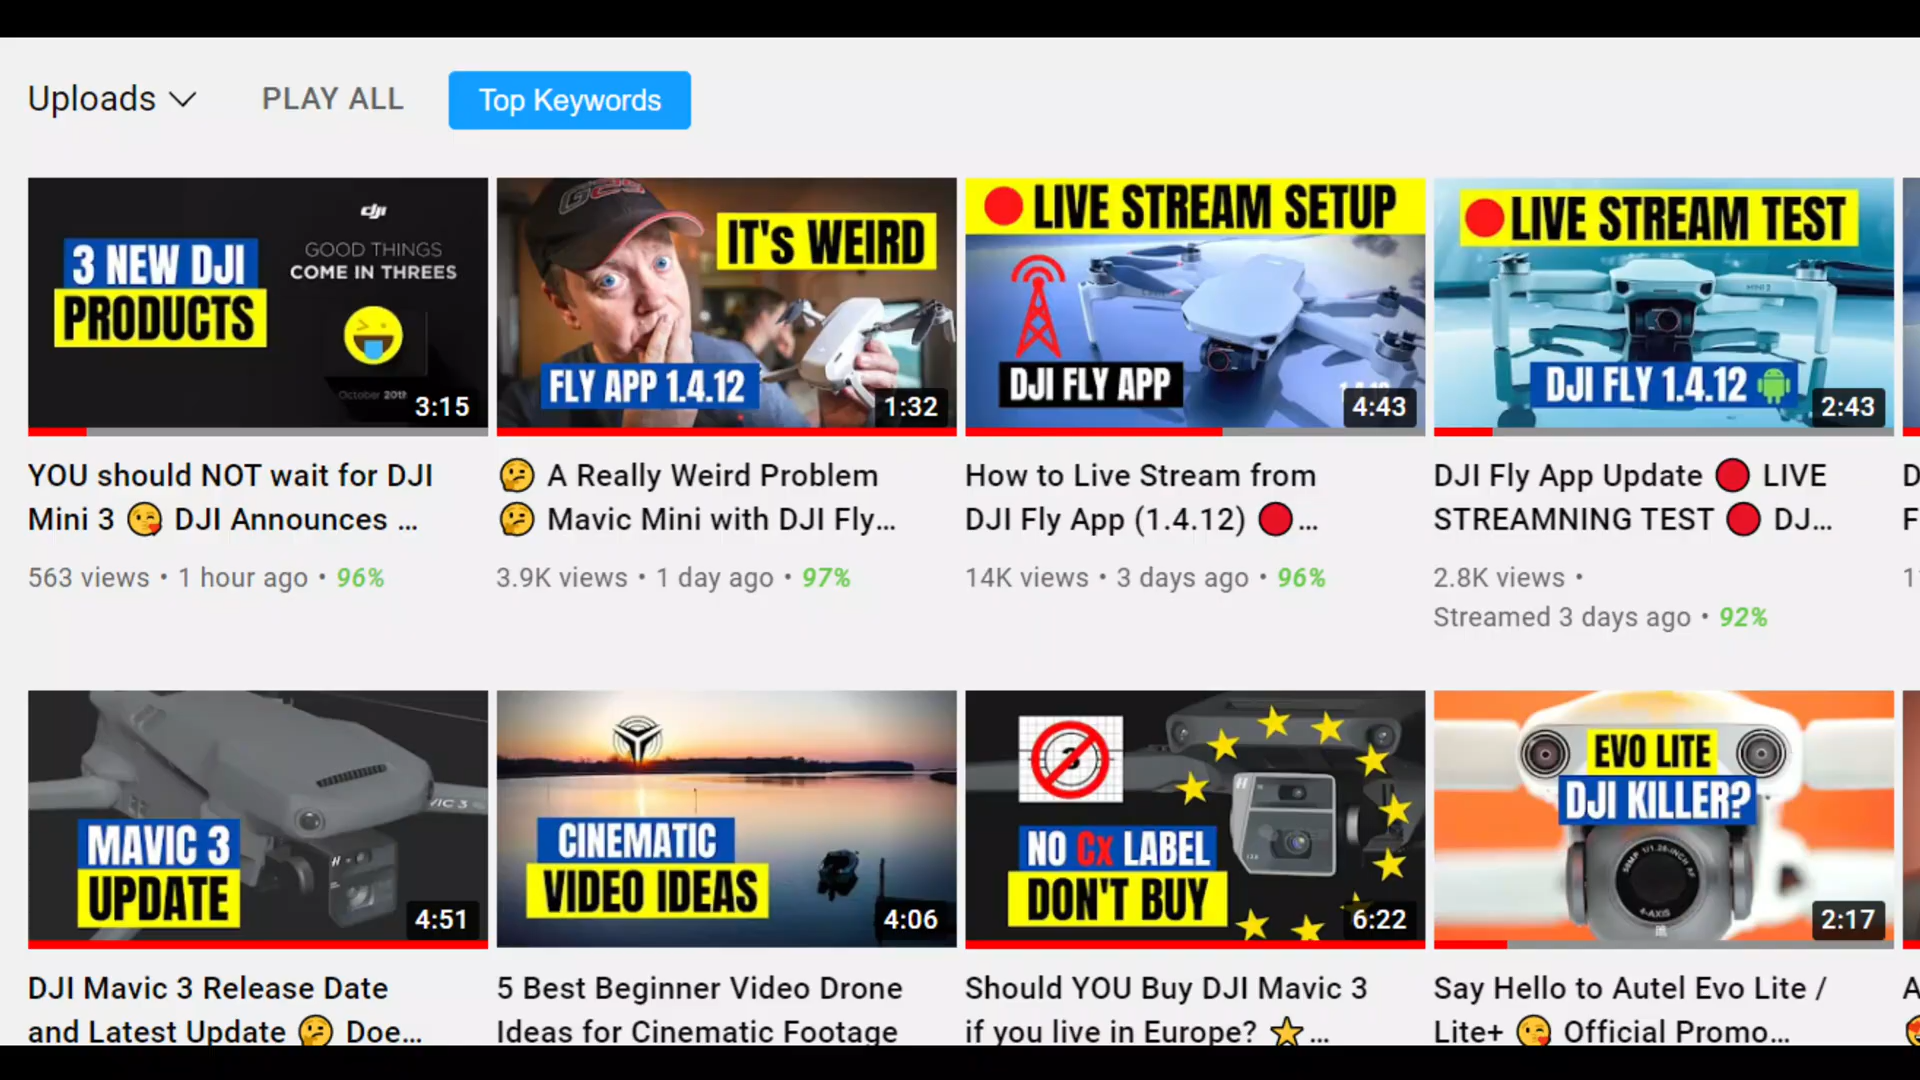 Uploads PLAY ALL Top Keywords
dji
GOOD THINGS
COME IN THREES
3 NEW DJI
PRODUCTS
October 20th
3:15
IT's WEIRD
FLY APP 1.4.12
1:32
LIVE STREAM SETUP
DJI FLY APP
4:43
LIVE STREAM TEST
MINI 2
DJI FLY 1.4.12
2:43
YOU should NOT wait for DJI
Mini 3 😘 DJI Announces ...
563 views • 1 hour ago • 96%
🤔 A Really Weird Problem
🤔 Mavic Mini with DJI Fly...
3.9K views • 1 day ago • 97%
How to Live Stream from
DJI Fly App (1.4.12) 🔴...
14K views • 3 days ago • 96%
DJI Fly App Update 🔴 LIVE
STREAMNING TEST 🔴 DJ...
2.8K views •
Streamed 3 days ago • 92%
MAVIC 3
UPDATE
4:51
CINEMATIC
VIDEO IDEAS
4:06
3
NO Cx LABEL
DON'T BUY
6:22
EVO LITE
DJI KILLER?
4-AXIS
2:17
DJI Mavic 3 Release Date
and Latest Update 🤔 Doe...
5 Best Beginner Video Drone
Ideas for Cinematic Footage
Should YOU Buy DJI Mavic 3
if you live in Europe? ⭐...
Say Hello to Autel Evo Lite /
Lite+ 😘 Official Promo...